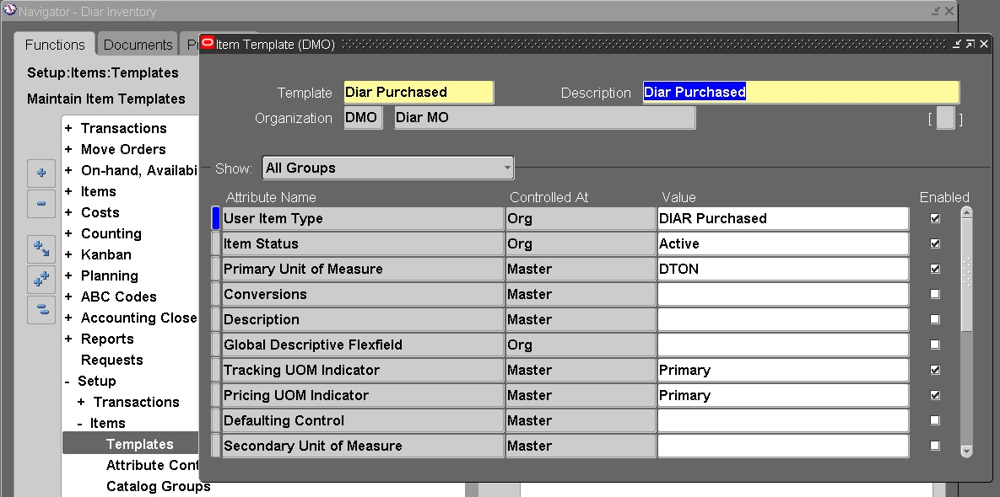 Navigator - Diar Inventory
Functions
Documents
Setup:Items:Templates
Maintain Item Templates
+ Transactions
+ Move Orders
+ On-hand, Availabi
+ Items
+ Costs
+ Counting
+ Kanban
+ Planning
+ ABC Codes
+ Accounting Close
+ Reports
Requests
- Setup
+ Transactions
- Items
Templates
Attribute Cont
Catalog Groups
Item Template (DMO)
Template Diar Purchased Description Diar Purchased
Organization DMO Diar MO [ ]
Show: All Groups
Attribute Name Controlled At Value Enabled
User Item Type Org DIAR Purchased
Item Status Org Active
Primary Unit of Measure Master DTON
Conversions Master
Description Master
Global Descriptive Flexfield Org
Tracking UOM Indicator Master Primary
Pricing UOM Indicator Master Primary
Defaulting Control Master
Secondary Unit of Measure Master